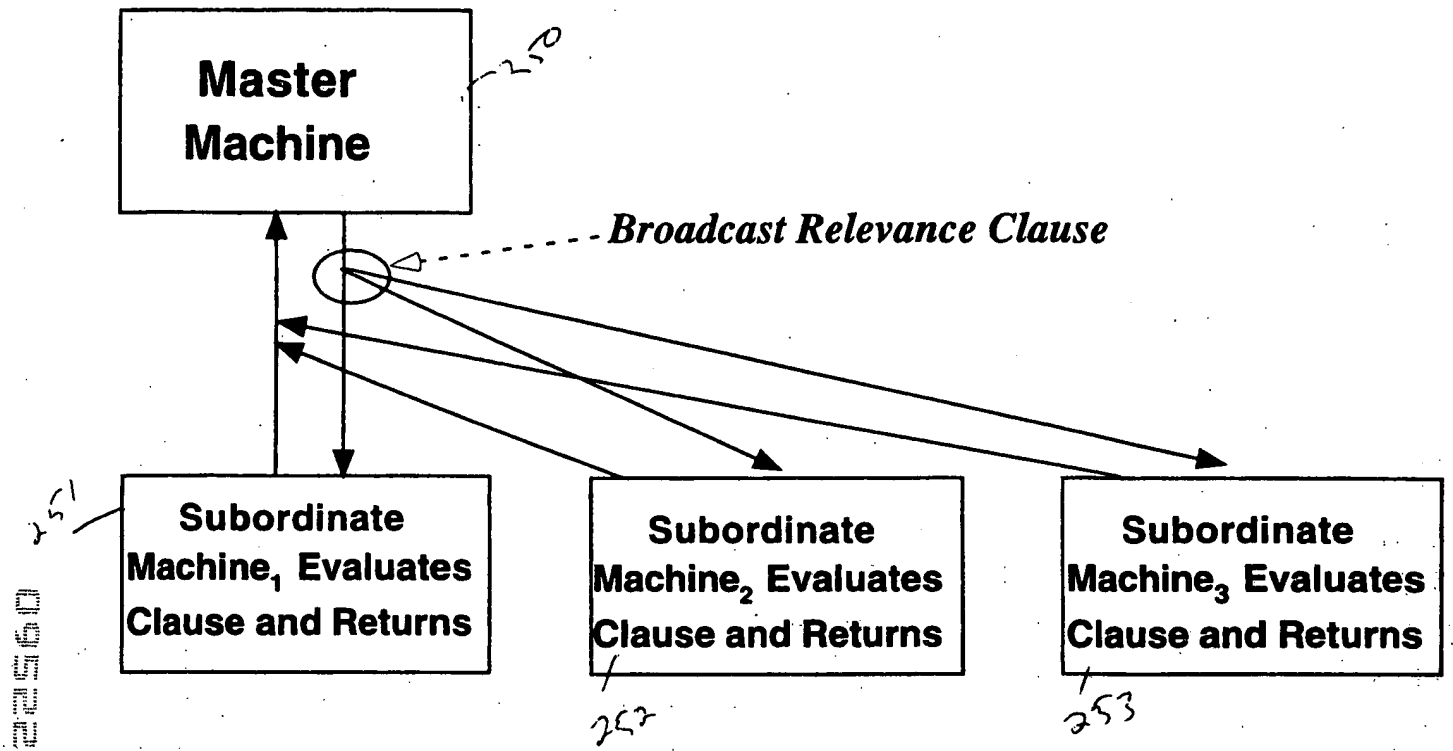 Master
Machine
250
Broadcast Relevance Clause
251
Subordinate
Machine₁ Evaluates
Clause and Returns
Subordinate
Machine₂ Evaluates
Clause and Returns
252
Subordinate
Machine₃ Evaluates
Clause and Returns
253